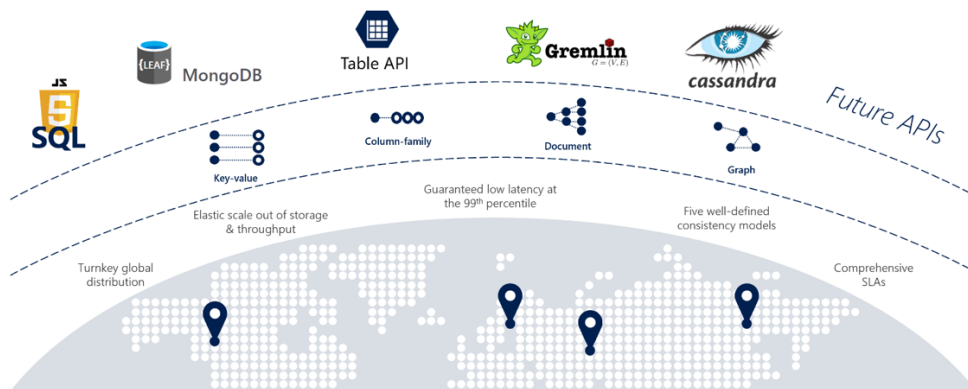 JS
5
SQL
{LEAF}
MongoDB
Table API
Gremlin
G = (V, E)
cassandra
Future APIs
Key-value
Column-family
Document
Graph
Turnkey global
distribution
Elastic scale out of storage
& throughput
Guaranteed low latency at
the 99th percentile
Five well-defined
consistency models
Comprehensive
SLAs